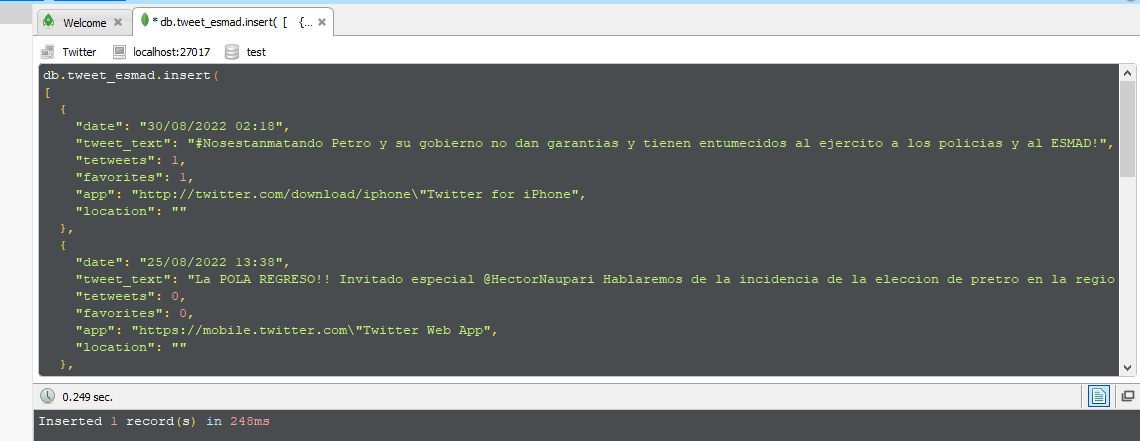 Welcome
* db.tweet_esmad.insert( [ {...
Twitter localhost:27017 test
db.tweet_esmad.insert(
[
{
"date": "30/08/2022 02:18",
"tweet_text": "#Nosestanmatando Petro y su gobierno no dan garantias y tienen entumecidos al ejercito a los policias y al ESMAD!",
"tetweets": 1,
"favorites": 1,
"app": "http://twitter.com/download/iphone\"Twitter for iPhone",
"location": ""
},
{
"date": "25/08/2022 13:38",
"tweet_text": "La POLA REGRESO!! Invitado especial @HectorNaupari Hablaremos de la incidencia de la eleccion de pretro en la regio
"tetweets": 0,
"favorites": 0,
"app": "https://mobile.twitter.com\"Twitter Web App",
"location": ""
},
0.249 sec.
Inserted 1 record(s) in 248ms